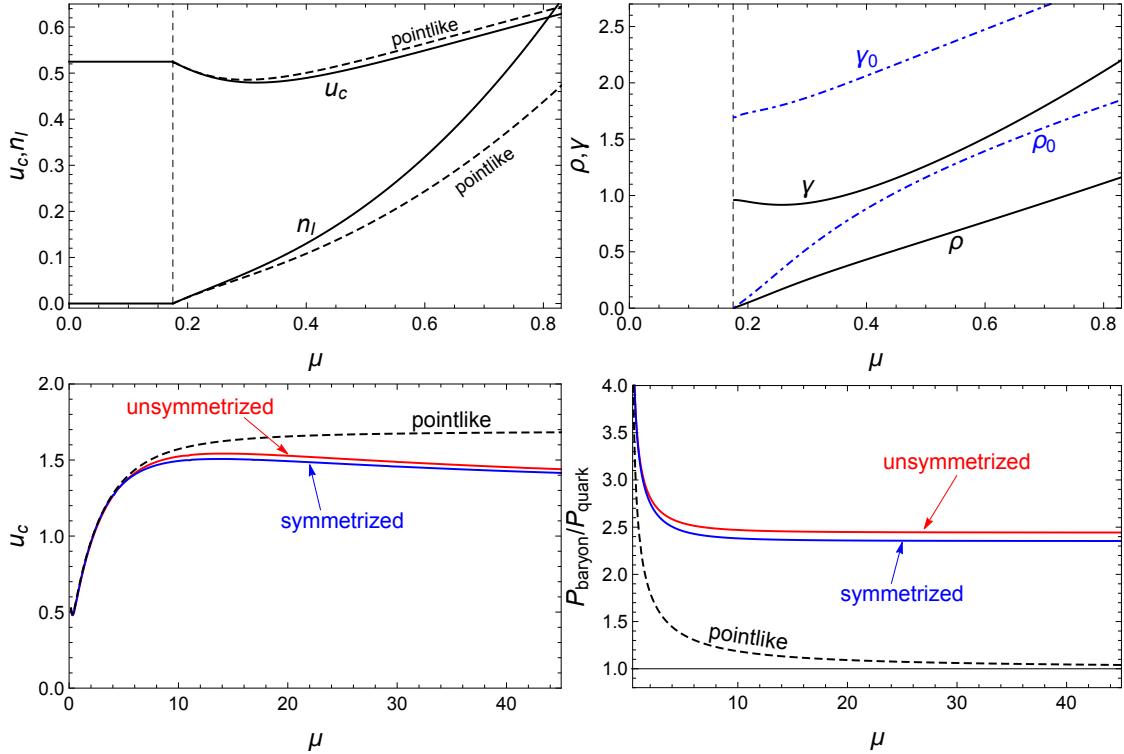 0.6
0.5
0.4
0.3
0.2
0.1
0.0
u_c, n_I
pointlike
u_c
pointlike
n_I
0.0 0.2 0.4 0.6 0.8
μ
2.5
2.0
1.5
1.0
0.5
0.0
ρ, γ
γ_0
ρ_0
γ
ρ
0.0 0.2 0.4 0.6 0.8
μ
2.0
1.5
1.0
0.5
0.0
u_c
unsymmetrized
pointlike
symmetrized
0 10 20 30 40
μ
4.0
3.5
3.0
2.5
2.0
1.5
1.0
P_baryon/P_quark
unsymmetrized
symmetrized
pointlike
10 20 30 40
μ